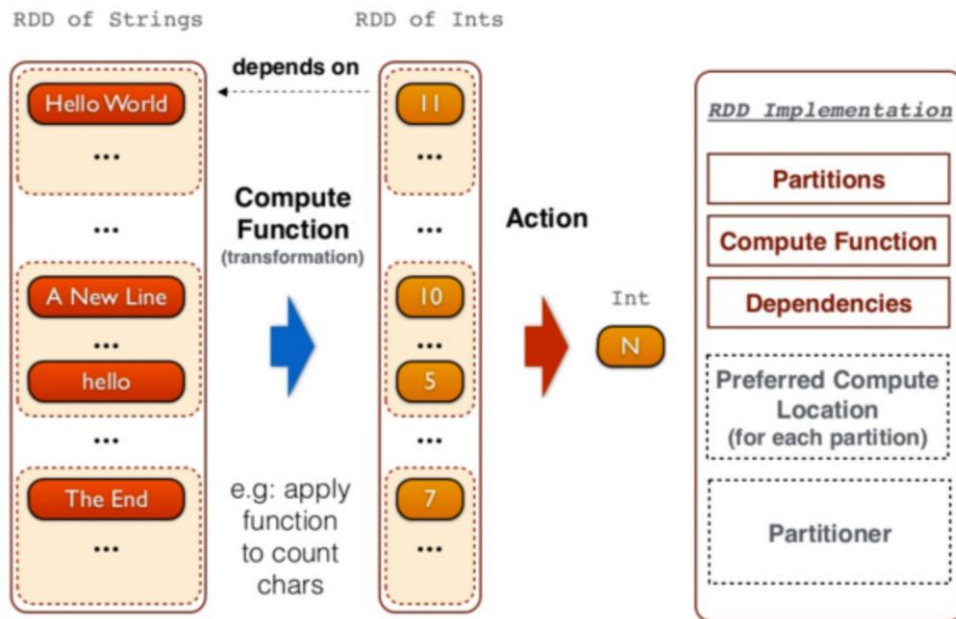 RDD of Strings
RDD of Ints
depends on
Hello World
...
...
A New Line
...
hello
...
The End
...
Compute
Function
(transformation)
e.g: apply
function
to count
chars
11
...
...
10
...
5
...
7
...
Action
Int
N
RDD Implementation
Partitions
Compute Function
Dependencies
Preferred Compute
Location
(for each partition)
Partitioner